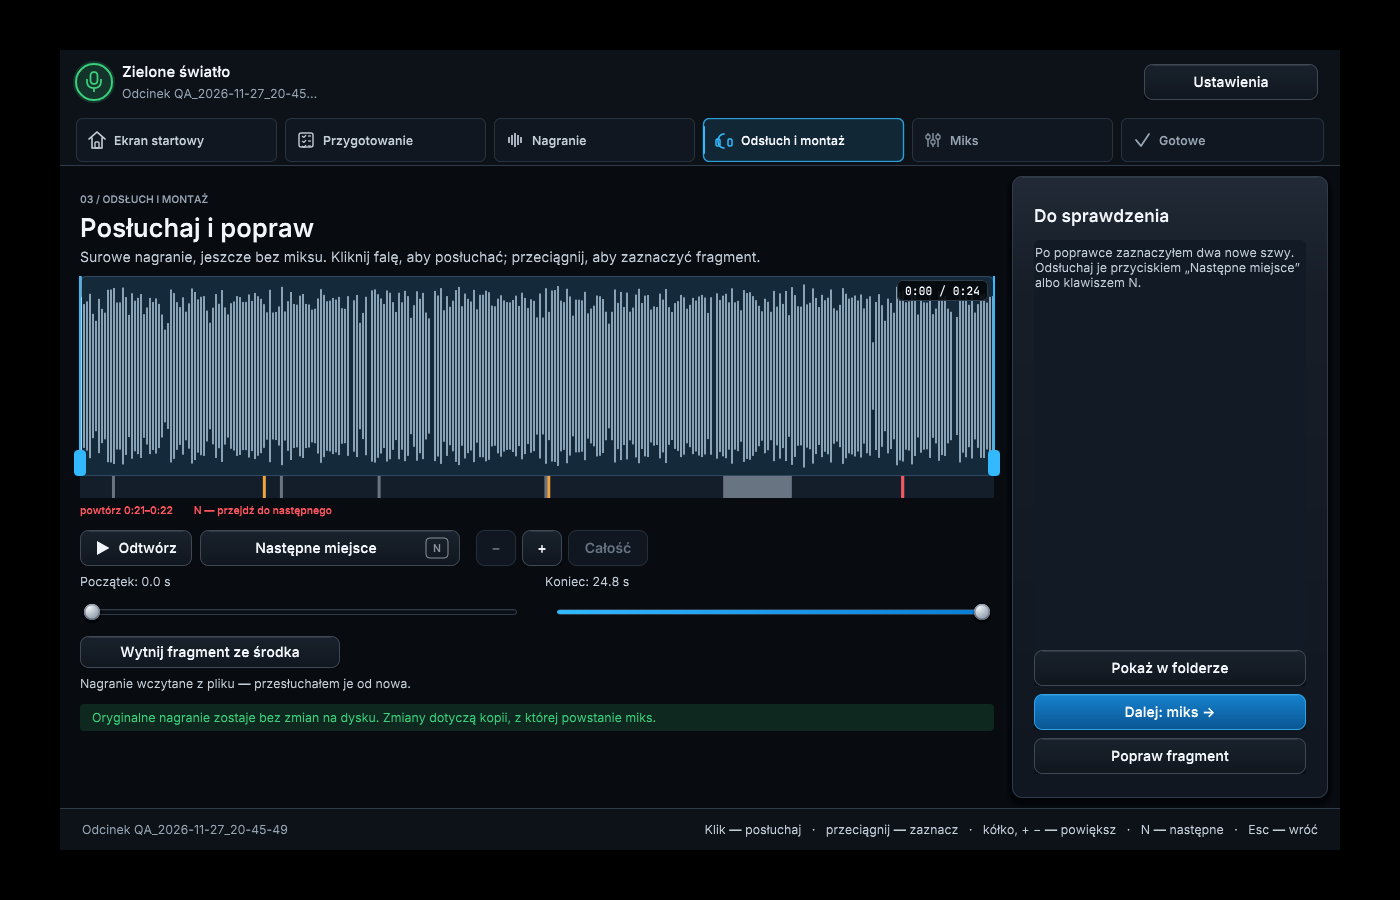 Zielone światło
Odcinek QA_2026-11-27_20-45...
Ustawienia
Ekran startowy
Przygotowanie
Nagranie
Odsłuch i montaż
Miks
Gotowe
03 / ODSŁUCH I MONTAŻ
Posłuchaj i popraw
Surowe nagranie, jeszcze bez miksu. Kliknij falę, aby posłuchać; przeciągnij, aby zaznaczyć fragment.
0:00 / 0:24
powtórz 0:21–0:22 N — przejdź do następnego
Odtwórz
Następne miejsce N
– + Całość
Początek: 0.0 s
Koniec: 24.8 s
Wytnij fragment ze środka
Nagranie wczytane z pliku — przesłuchałem je od nowa.
Oryginalne nagranie zostaje bez zmian na dysku. Zmiany dotyczą kopii, z której powstanie miks.
Do sprawdzenia
Po poprawce zaznaczyłem dwa nowe szwy.
Odsłuchaj je przyciskiem „Następne miejsce”
albo klawiszem N.
Pokaż w folderze
Dalej: miks →
Popraw fragment
Odcinek QA_2026-11-27_20-45-49
Klik — posłuchaj · przeciągnij — zaznacz · kółko, + − — powiększ · N — następne · Esc — wróć